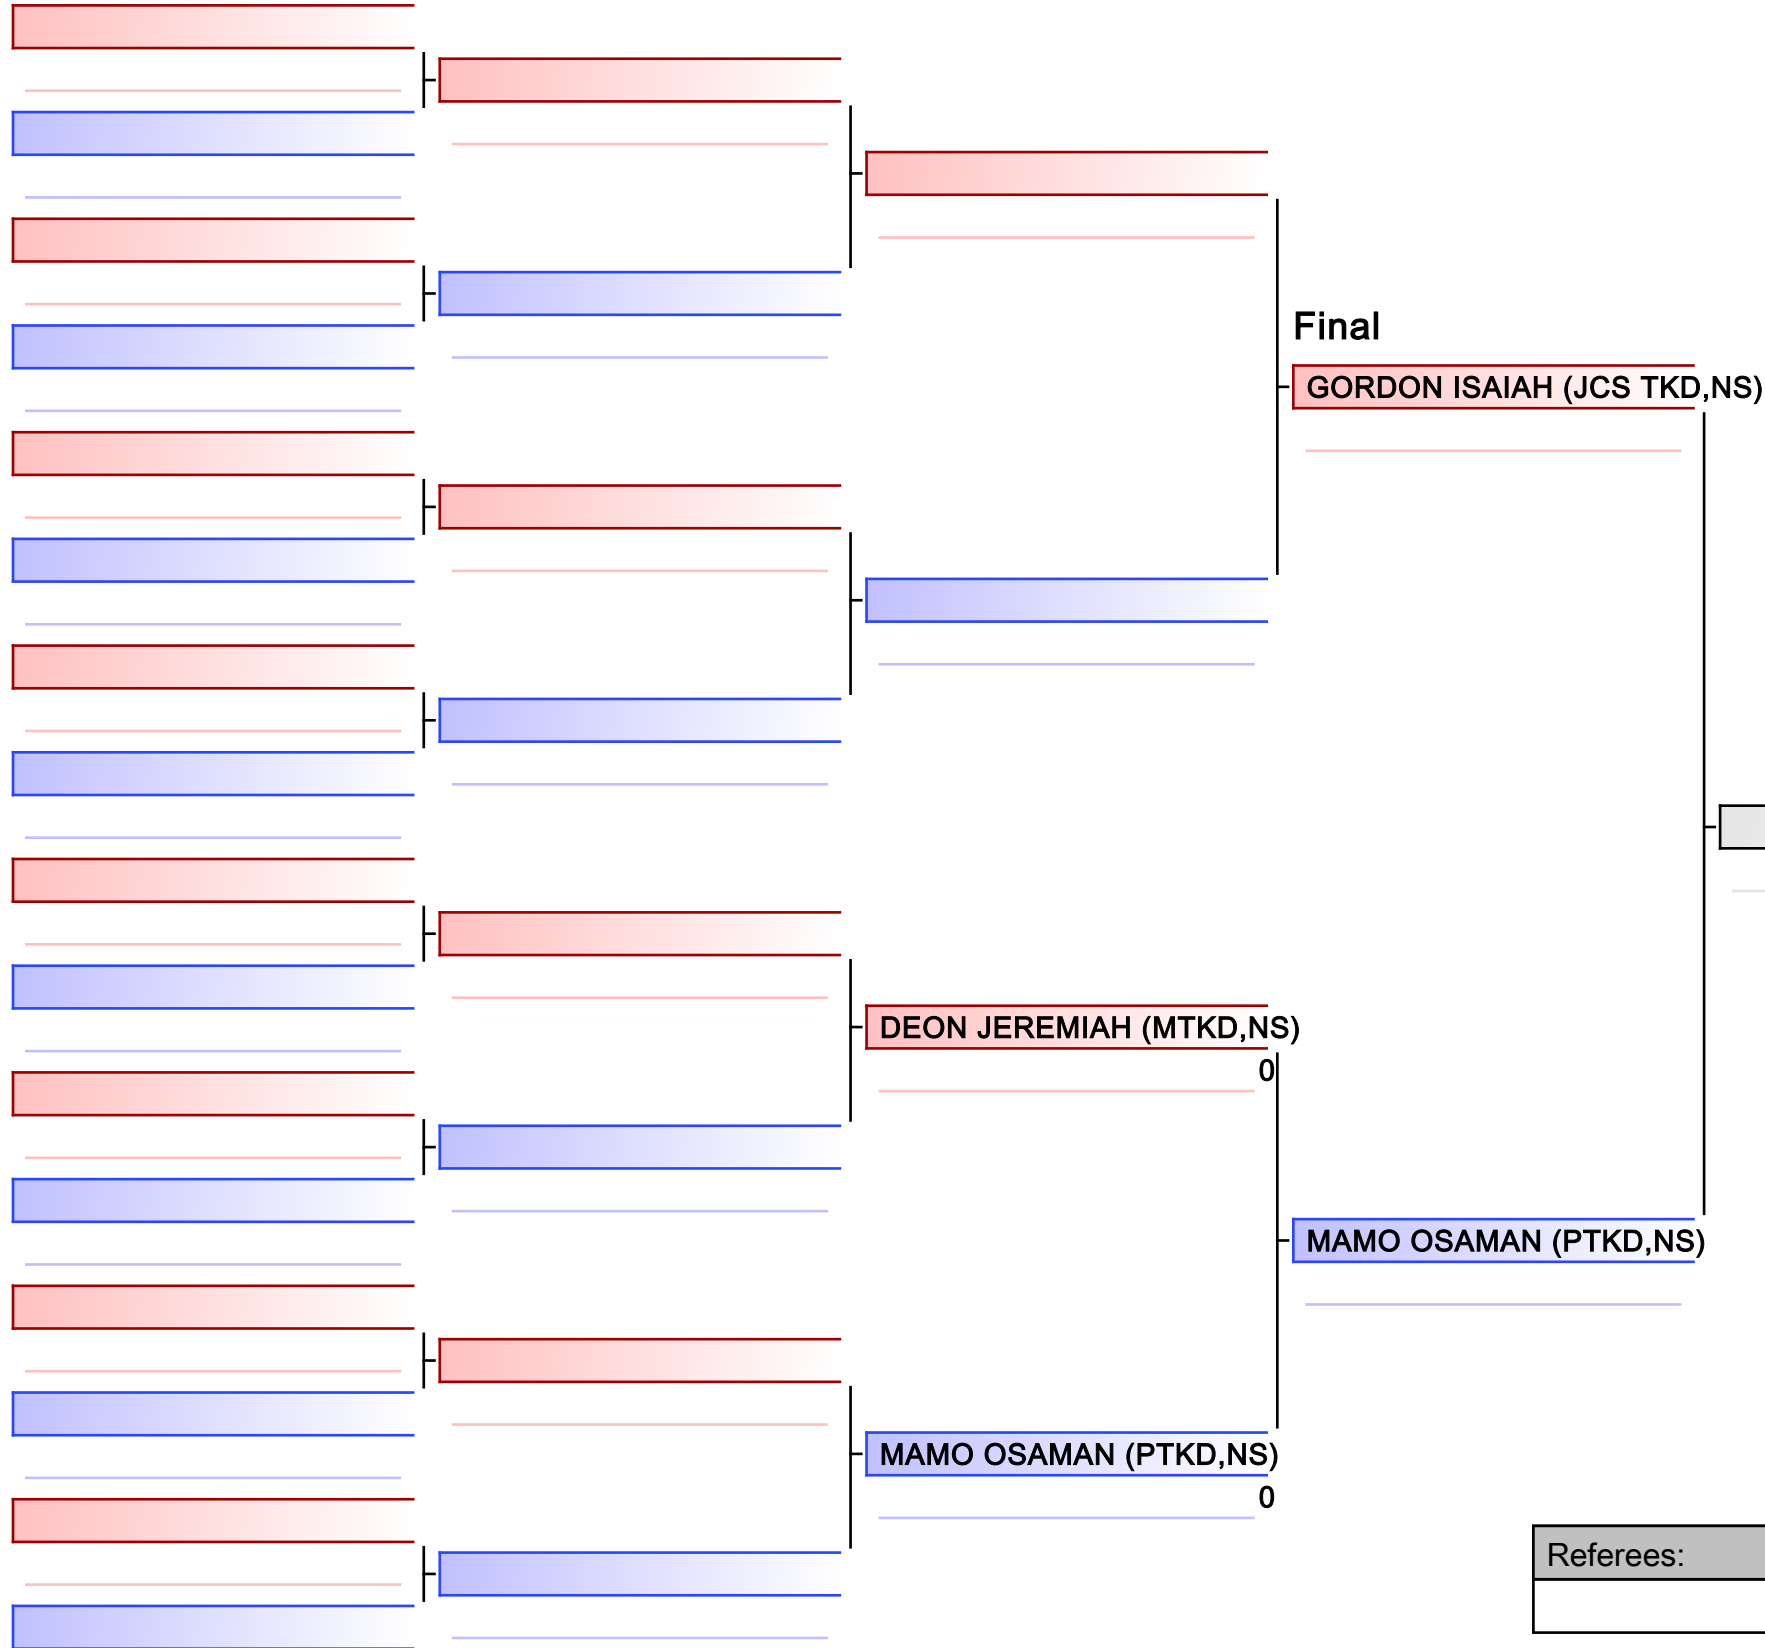 Final
GORDON ISAIAH (JCS TKD,NS)
DEON JEREMIAH (MTKD,NS)
0
MAMO OSAMAN (PTKD,NS)
MAMO OSAMAN (PTKD,NS)
0
Referees: